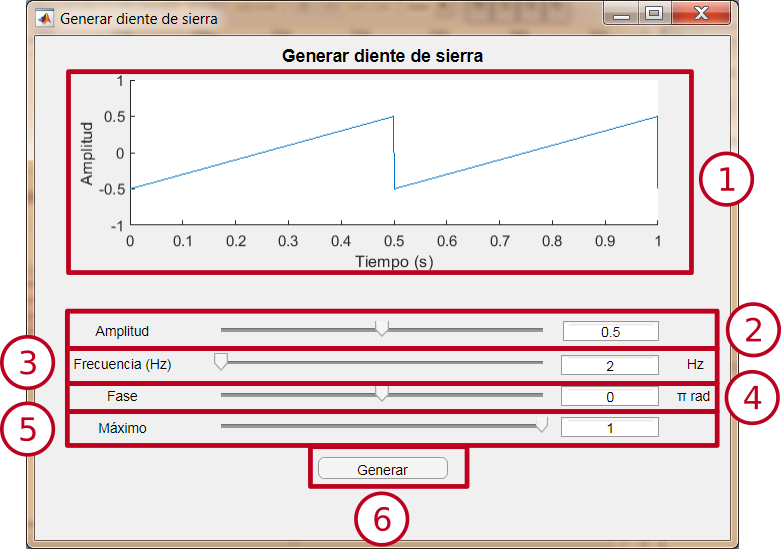 Generar diente de sierra
Generar diente de sierra
1
0.5
0
-0.5
-1
Amplitud
0 0.1 0.2 0.3 0.4 0.5 0.6 0.7 0.8 0.9 1
Tiempo (s)
1
Amplitud 0.5
2
3
Frecuencia (Hz) 2 Hz
Fase 0 π rad
4
5
Máximo 1
Generar
6